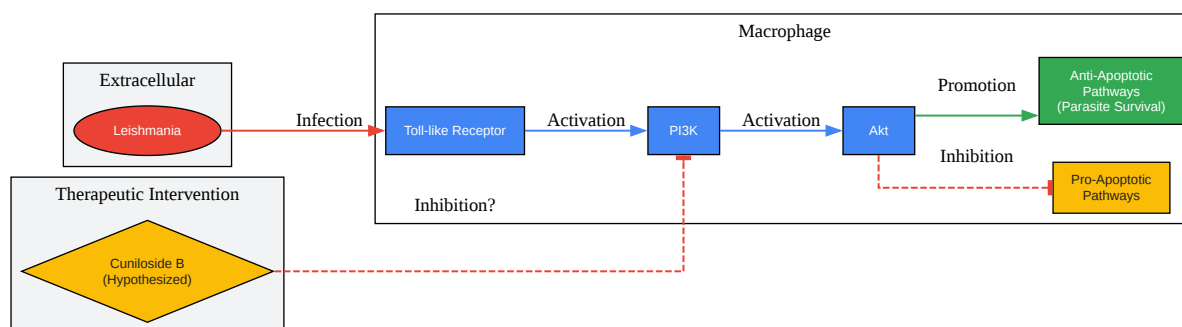 Macrophage
Extracellular
Leishmania
Infection
Toll-like Receptor
Activation
PI3K
Activation
Akt
Promotion
Anti-Apoptotic
Pathways
(Parasite Survival)
Inhibition
Pro-Apoptotic
Pathways
Therapeutic Intervention
Inhibition?
Cuniloside B
(Hypothesized)